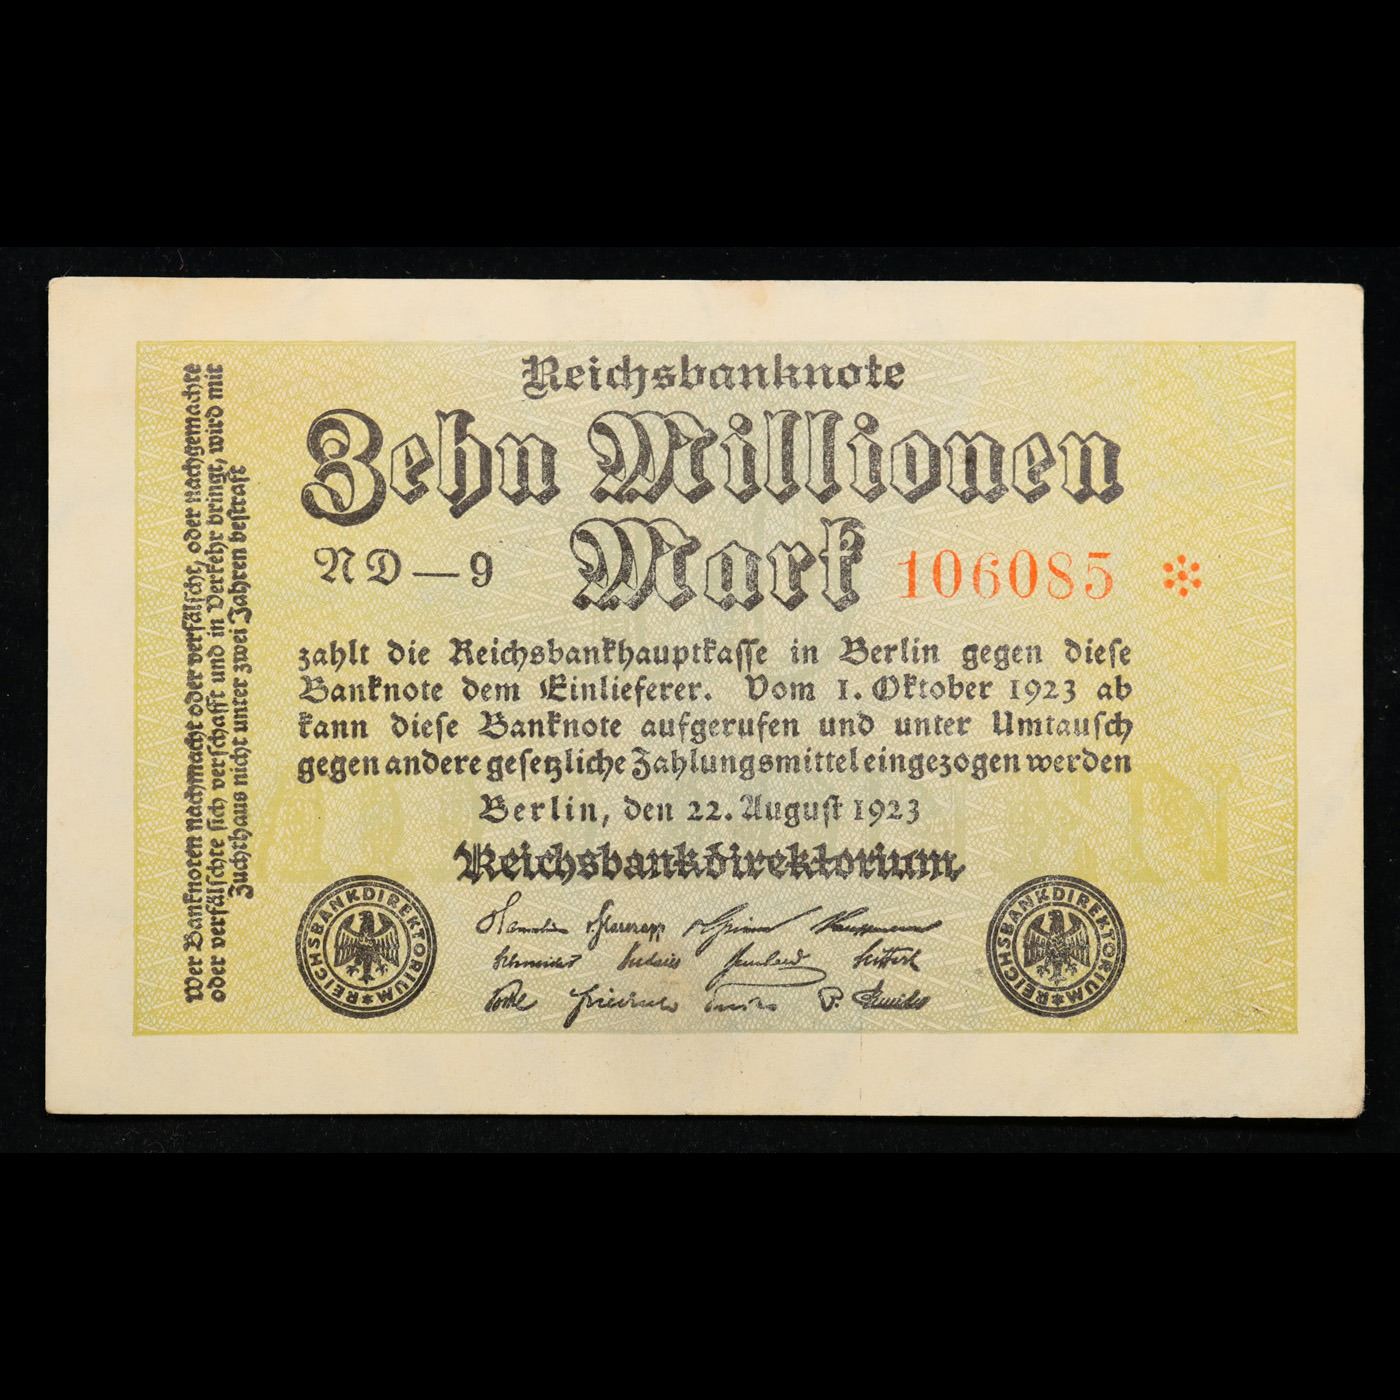 Reichsbanknote
Zehn Millionen
Mark
ND—9
106085 *
zahlt die Reichsbankhauptkasse in Berlin gegen diese
Banknote dem Einlieferer. Vom 1. Oktober 1923 ab
kann diese Banknote aufgerufen und unter Umtausch
gegen andere gesetzliche Zahlungsmittel eingezogen werden
Berlin, den 22. August 1923
Reichsbankdirektorium
REICHSBANKDIREKTORIUM*
REICHSBANKDIREKTORIUM*
Wer Banknoten nachmacht oder verfälscht, oder nachgemachte
oder verfälschte sich verschafft und in Verkehr bringt, wird mit
Zuchthaus nicht unter zwei Jahren bestraft